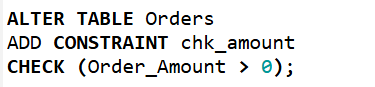 ALTER TABLE Orders
ADD CONSTRAINT chk_amount
CHECK (Order_Amount > 0);